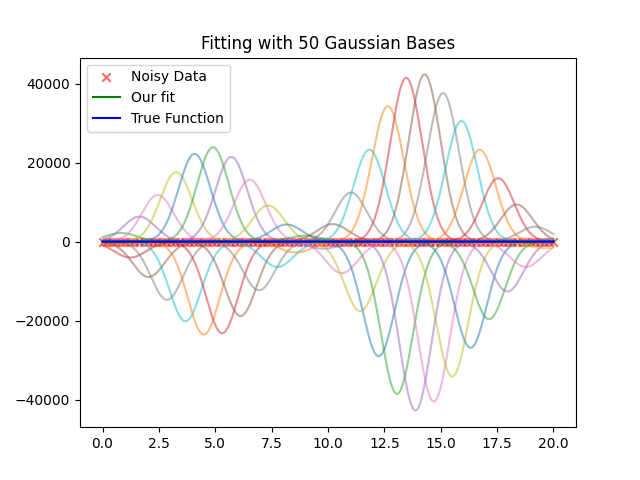 Fitting with 50 Gaussian Bases
Noisy Data
Our fit
True Function
40000
20000
0
−20000
−40000
0.0 2.5 5.0 7.5 10.0 12.5 15.0 17.5 20.0